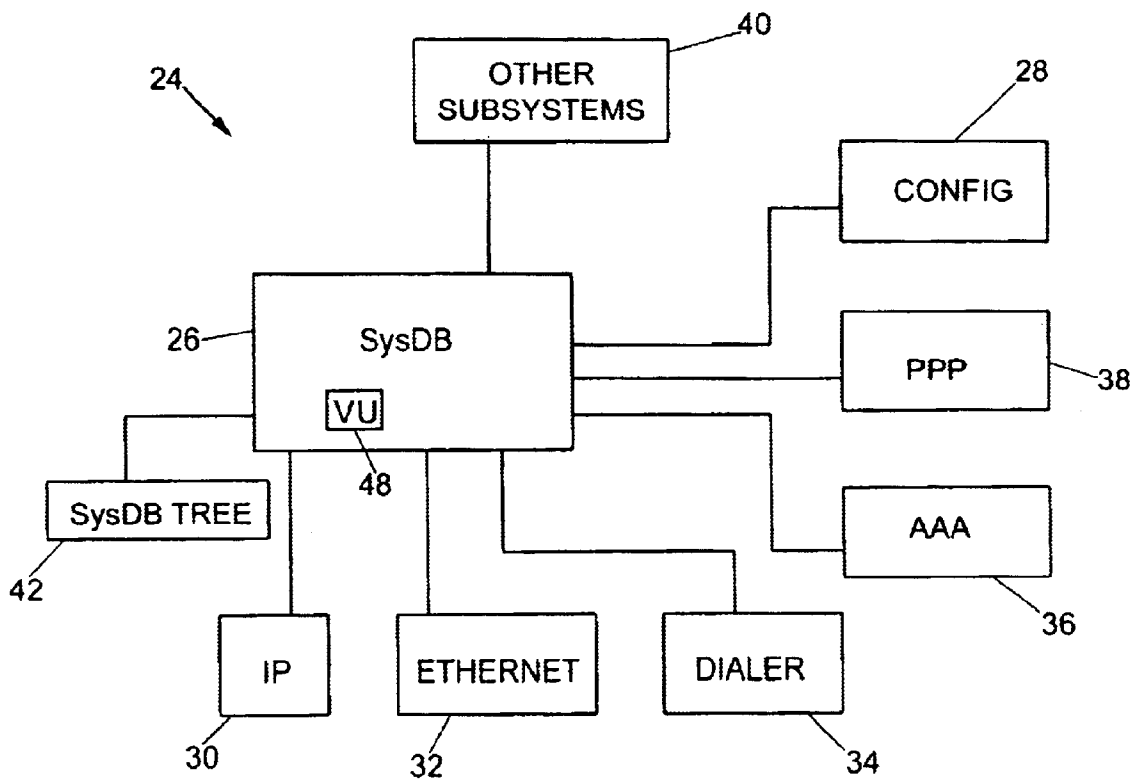 40
OTHER
SUBSYSTEMS
24
28
CONFIG
26
SysDB
PPP
38
VU
48
SysDB TREE
42
AAA
36
IP
30
ETHERNET
32
DIALER
34